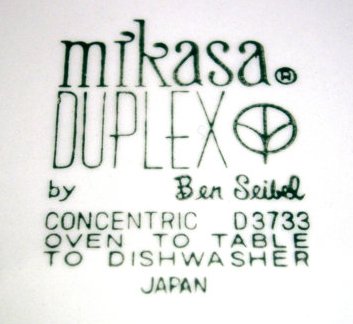 mikasa®
DUPLEX
by Ben Seibel
CONCENTRIC D3733
OVEN TO TABLE
TO DISHWASHER
JAPAN